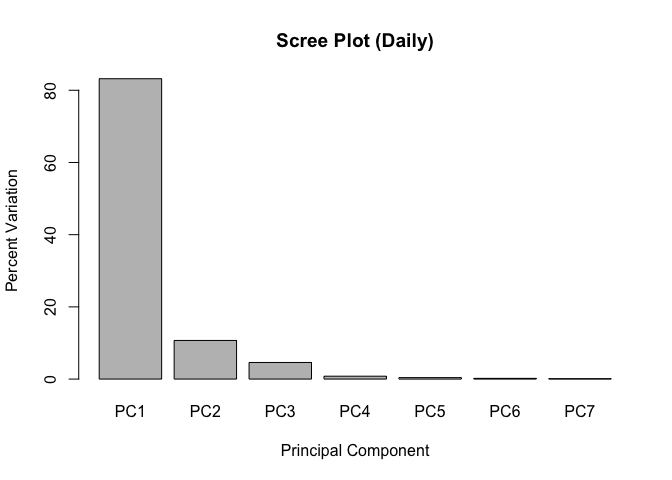 Scree Plot (Daily)
Percent Variation
80
60
40
20
0
PC1 PC2 PC3 PC4 PC5 PC6 PC7
Principal Component